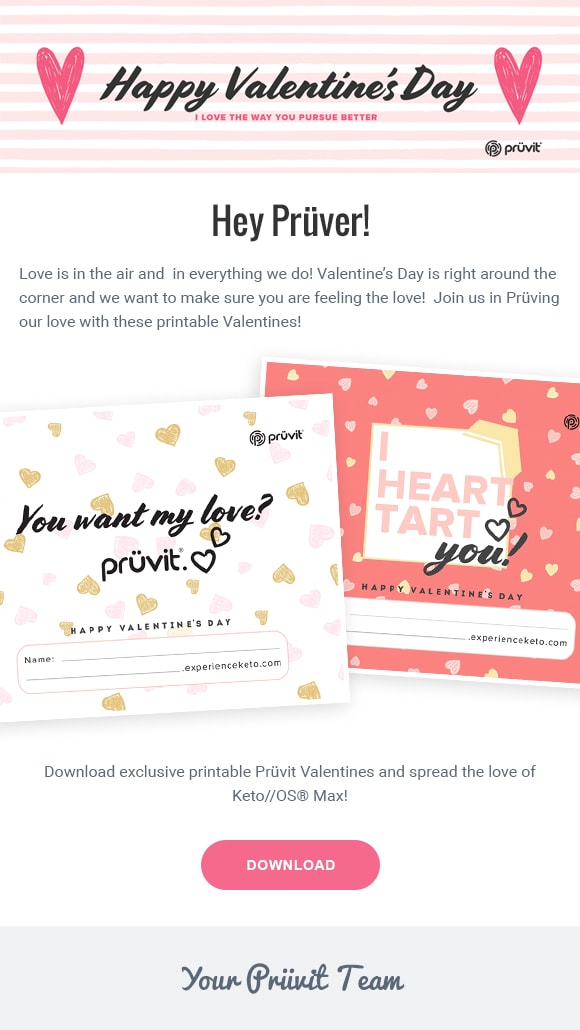 Happy Valentine's Day
I LOVE THE WAY YOU PURSUE BETTER
prüvit
Hey Prüver!
Love is in the air and in everything we do! Valentine’s Day is right around the
corner and we want to make sure you are feeling the love! Join us in Prüving
our love with these printable Valentines!
prüvit
You want my love?
prüvit.
HAPPY VALENTINE'S DAY
Name:
.experienceketo.com
I
HEART
TART
you!
HAPPY VALENTINE'S DAY
.experienceketo.com
Download exclusive printable Prüvit Valentines and spread the love of
Keto//OS® Max!
DOWNLOAD
Your Prüvit Team